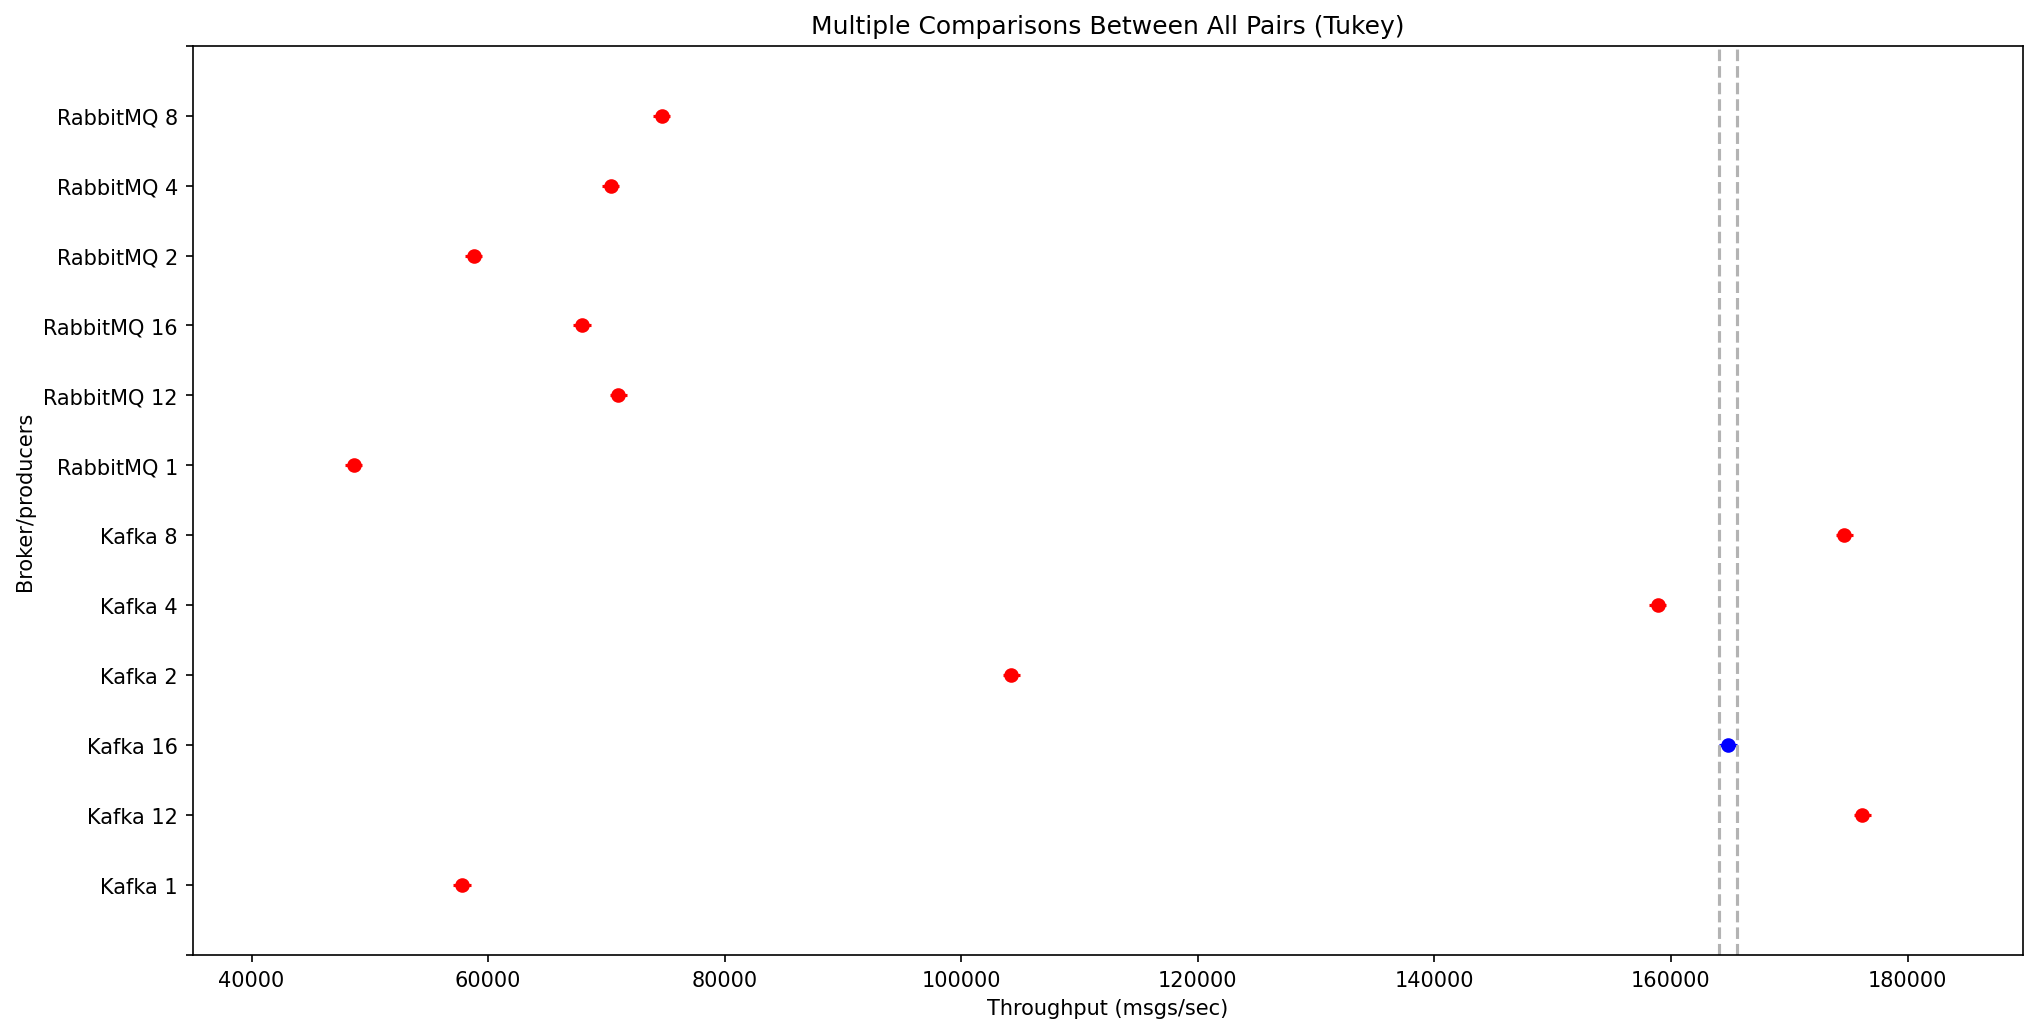 Multiple Comparisons Between All Pairs (Tukey)
RabbitMQ 8
RabbitMQ 4
RabbitMQ 2
RabbitMQ 16
RabbitMQ 12
RabbitMQ 1
Kafka 8
Kafka 4
Kafka 2
Kafka 16
Kafka 12
Kafka 1
Broker/producers
40000 60000 80000 100000 120000 140000 160000 180000
Throughput (msgs/sec)